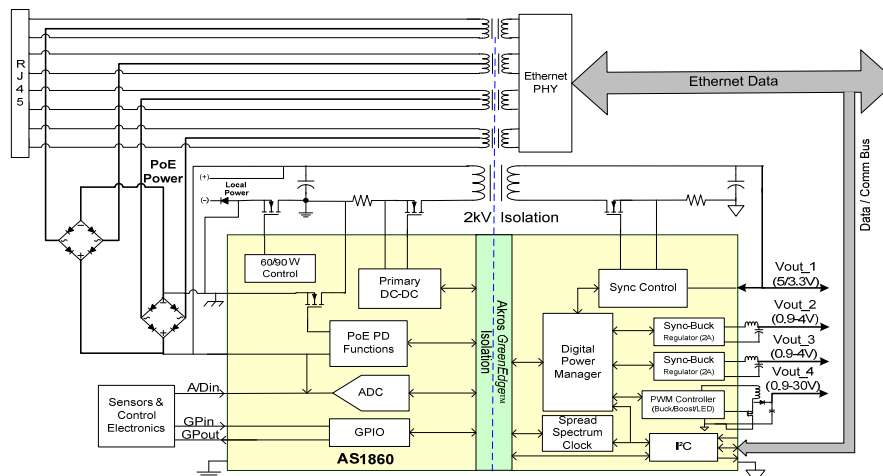 RJ45
Ethernet
PHY
Ethernet Data
Data / Comm Bus
PoE
Power
(+)
Local
Power
(-)
2kV Isolation
60/90 W
Control
Primary
DC-DC
PoE PD
Functions
ADC
GPIO
AS1860
Akros GreenEdge™
Isolation
Sync Control
Digital
Power
Manager
Sync-Buck
Regulator (2A)
Sync-Buck
Regulator (2A)
PWM Controller
(Buck/Boost/LED)
Spread
Spectrum
Clock
I²C
Vout_1
(5/3.3V)
Vout_2
(0.9-4V)
Vout_3
(0.9-4V)
Vout_4
(0.9-30V)
Sensors &
Control
Electronics
A/Din
GPin
GPout